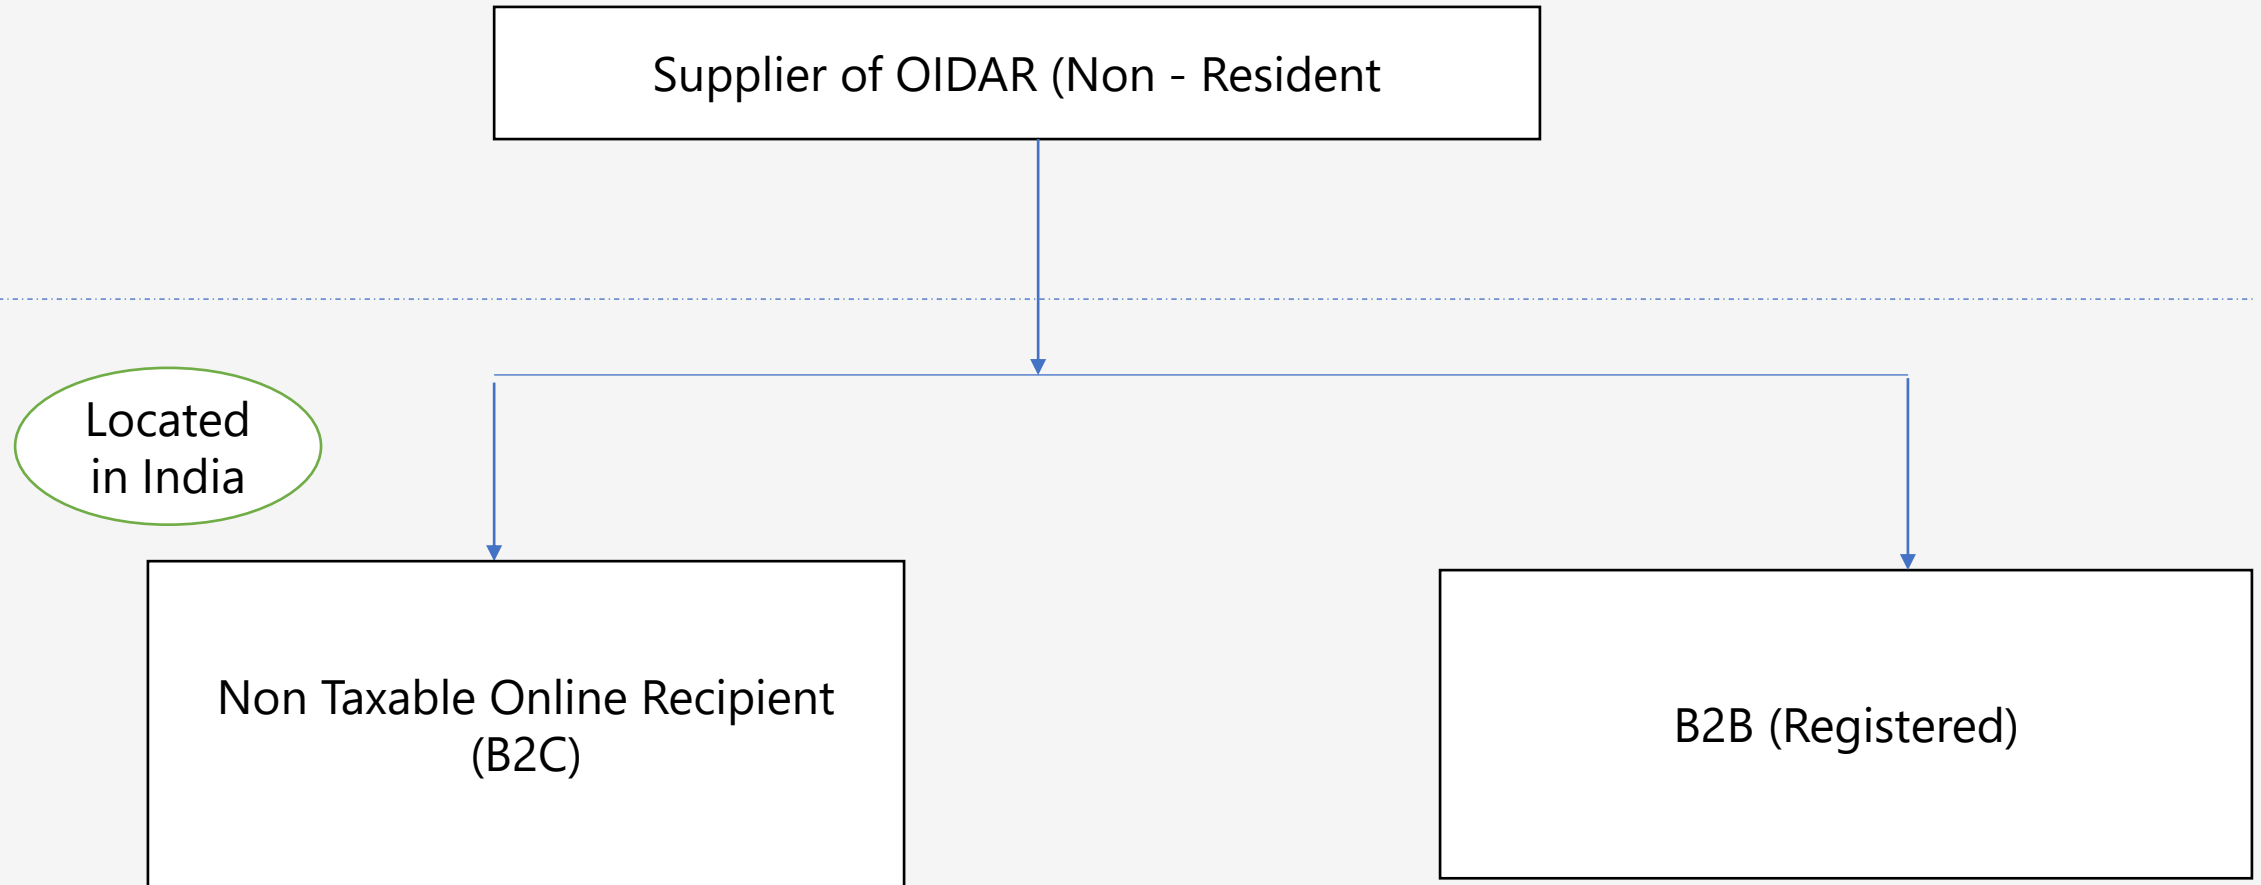 Supplier of OIDAR (Non - Resident
Located
in India
Non Taxable Online Recipient
(B2C)
B2B (Registered)